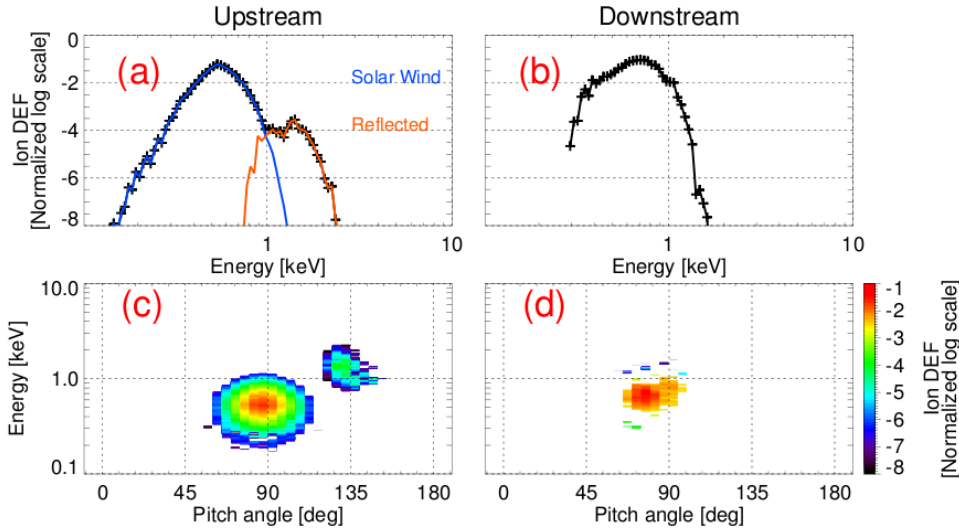 Upstream
Downstream
(a)
Solar Wind
Reflected
0
-2
-4
-6
-8
Ion DEF
[Normalized log scale]
1
10
Energy [keV]
(b)
1
10
Energy [keV]
(c)
10.0
1.0
0.1
Energy [keV]
0
45
90
135
180
Pitch angle [deg]
(d)
0
45
90
135
180
Pitch angle [deg]
-1
-2
-3
-4
-5
-6
-7
-8
Ion DEF
[Normalized log scale]